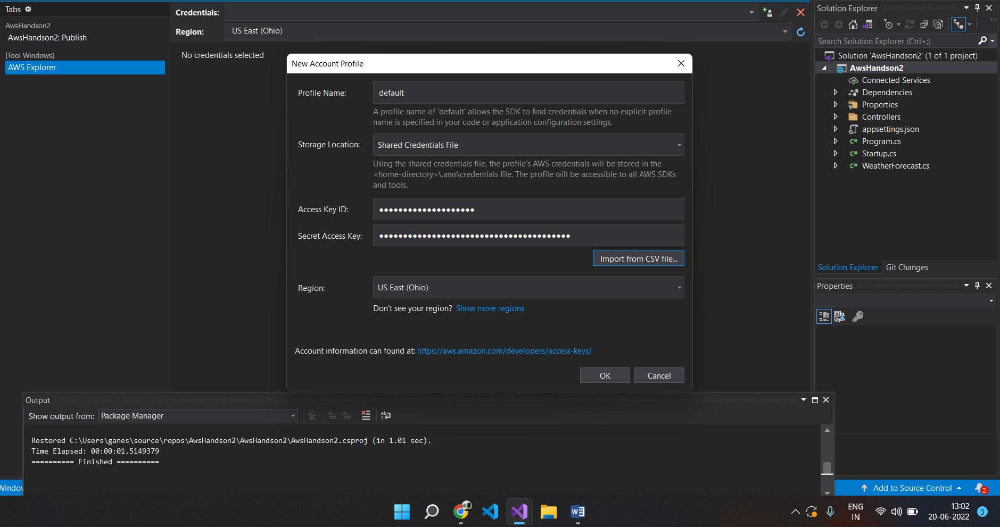 Tabs
AwsHandson2
AwsHandson2: Publish
[Tool Windows]
AWS Explorer
Credentials:
Region: US East (Ohio)
No credentials selected
New Account Profile
Profile Name: default
A profile name of 'default' allows the SDK to find credentials when no explicit profile
name is specified in your code or application configuration settings.
Storage Location: Shared Credentials File
Using the shared credentials file, the profile's AWS credentials will be stored in the
<home-directory>\.aws\credentials file. The profile will be accessible to all AWS SDKs
and tools.
Access Key ID: ●●●●●●●●●●●●●●●●●●●●
Secret Access Key: ●●●●●●●●●●●●●●●●●●●●●●●●●●●●●●●●●●●●●●●●
Import from CSV file...
Region: US East (Ohio)
Don't see your region? Show more regions
Account information can found at: https://aws.amazon.com/developers/access-keys/
OK Cancel
Solution Explorer
Search Solution Explorer (Ctrl+;)
Solution 'AwsHandson2' (1 of 1 project)
AwsHandson2
Connected Services
Dependencies
Properties
Controllers
appsettings.json
C# Program.cs
C# Startup.cs
C# WeatherForecast.cs
Solution Explorer Git Changes
Properties
Output
Show output from: Package Manager
Restored C:\Users\ganes\source\repos\AwsHandson2\AwsHandson2\AwsHandson2.csproj (in 1.01 sec).
Time Elapsed: 00:00:01.5149379
========== Finished ==========
Window
Add to Source Control 2
W
ENG
IN
13:02
20-06-2022
3